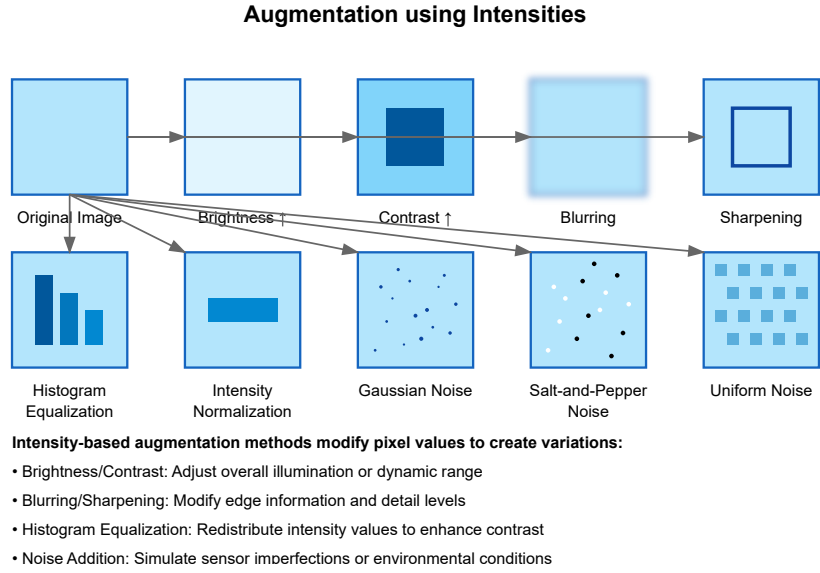 Augmentation using Intensities
Original Image
Brightness ↑
Contrast ↑
Blurring
Sharpening
Histogram
Equalization
Intensity
Normalization
Gaussian Noise
Salt-and-Pepper
Noise
Uniform Noise
Intensity-based augmentation methods modify pixel values to create variations:
• Brightness/Contrast: Adjust overall illumination or dynamic range
• Blurring/Sharpening: Modify edge information and detail levels
• Histogram Equalization: Redistribute intensity values to enhance contrast
• Noise Addition: Simulate sensor imperfections or environmental conditions